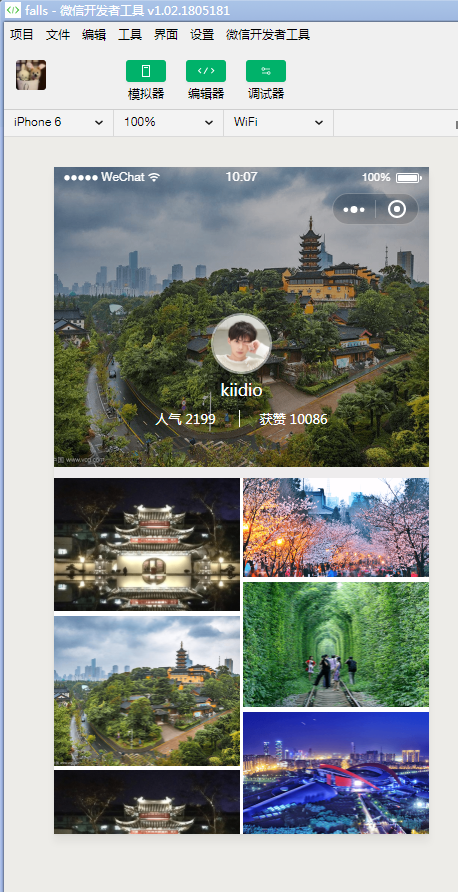 falls - 微信开发者工具 v1.02.1805181
项目 文件 编辑 工具 界面 设置 微信开发者工具
模拟器 编辑器 调试器
iPhone 6 100% WiFi
WeChat 10:07 100%
kiidio
人气 2199 获赞 10086
中国 www.vcg.com